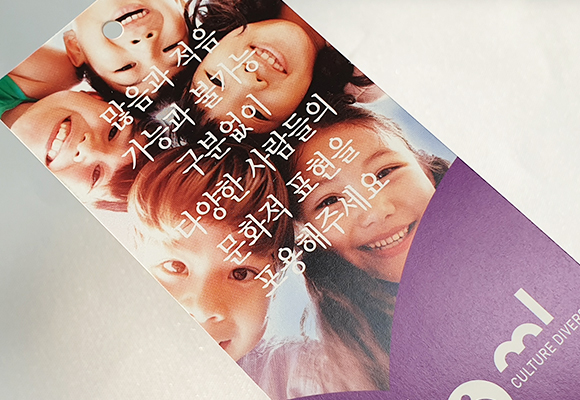 많음과 적음
가능과 불가능
구분없이
다양한 사람들의
문화적 표현을
포용해주세요
CULTURE